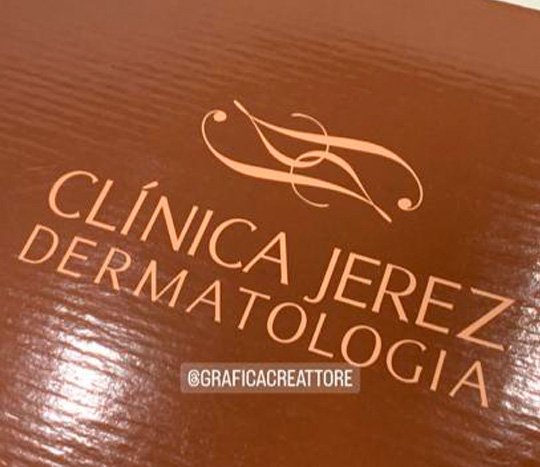 CLÍNICA JEREZ
DERMATOLOGIA
@GRAFICACREATTORE